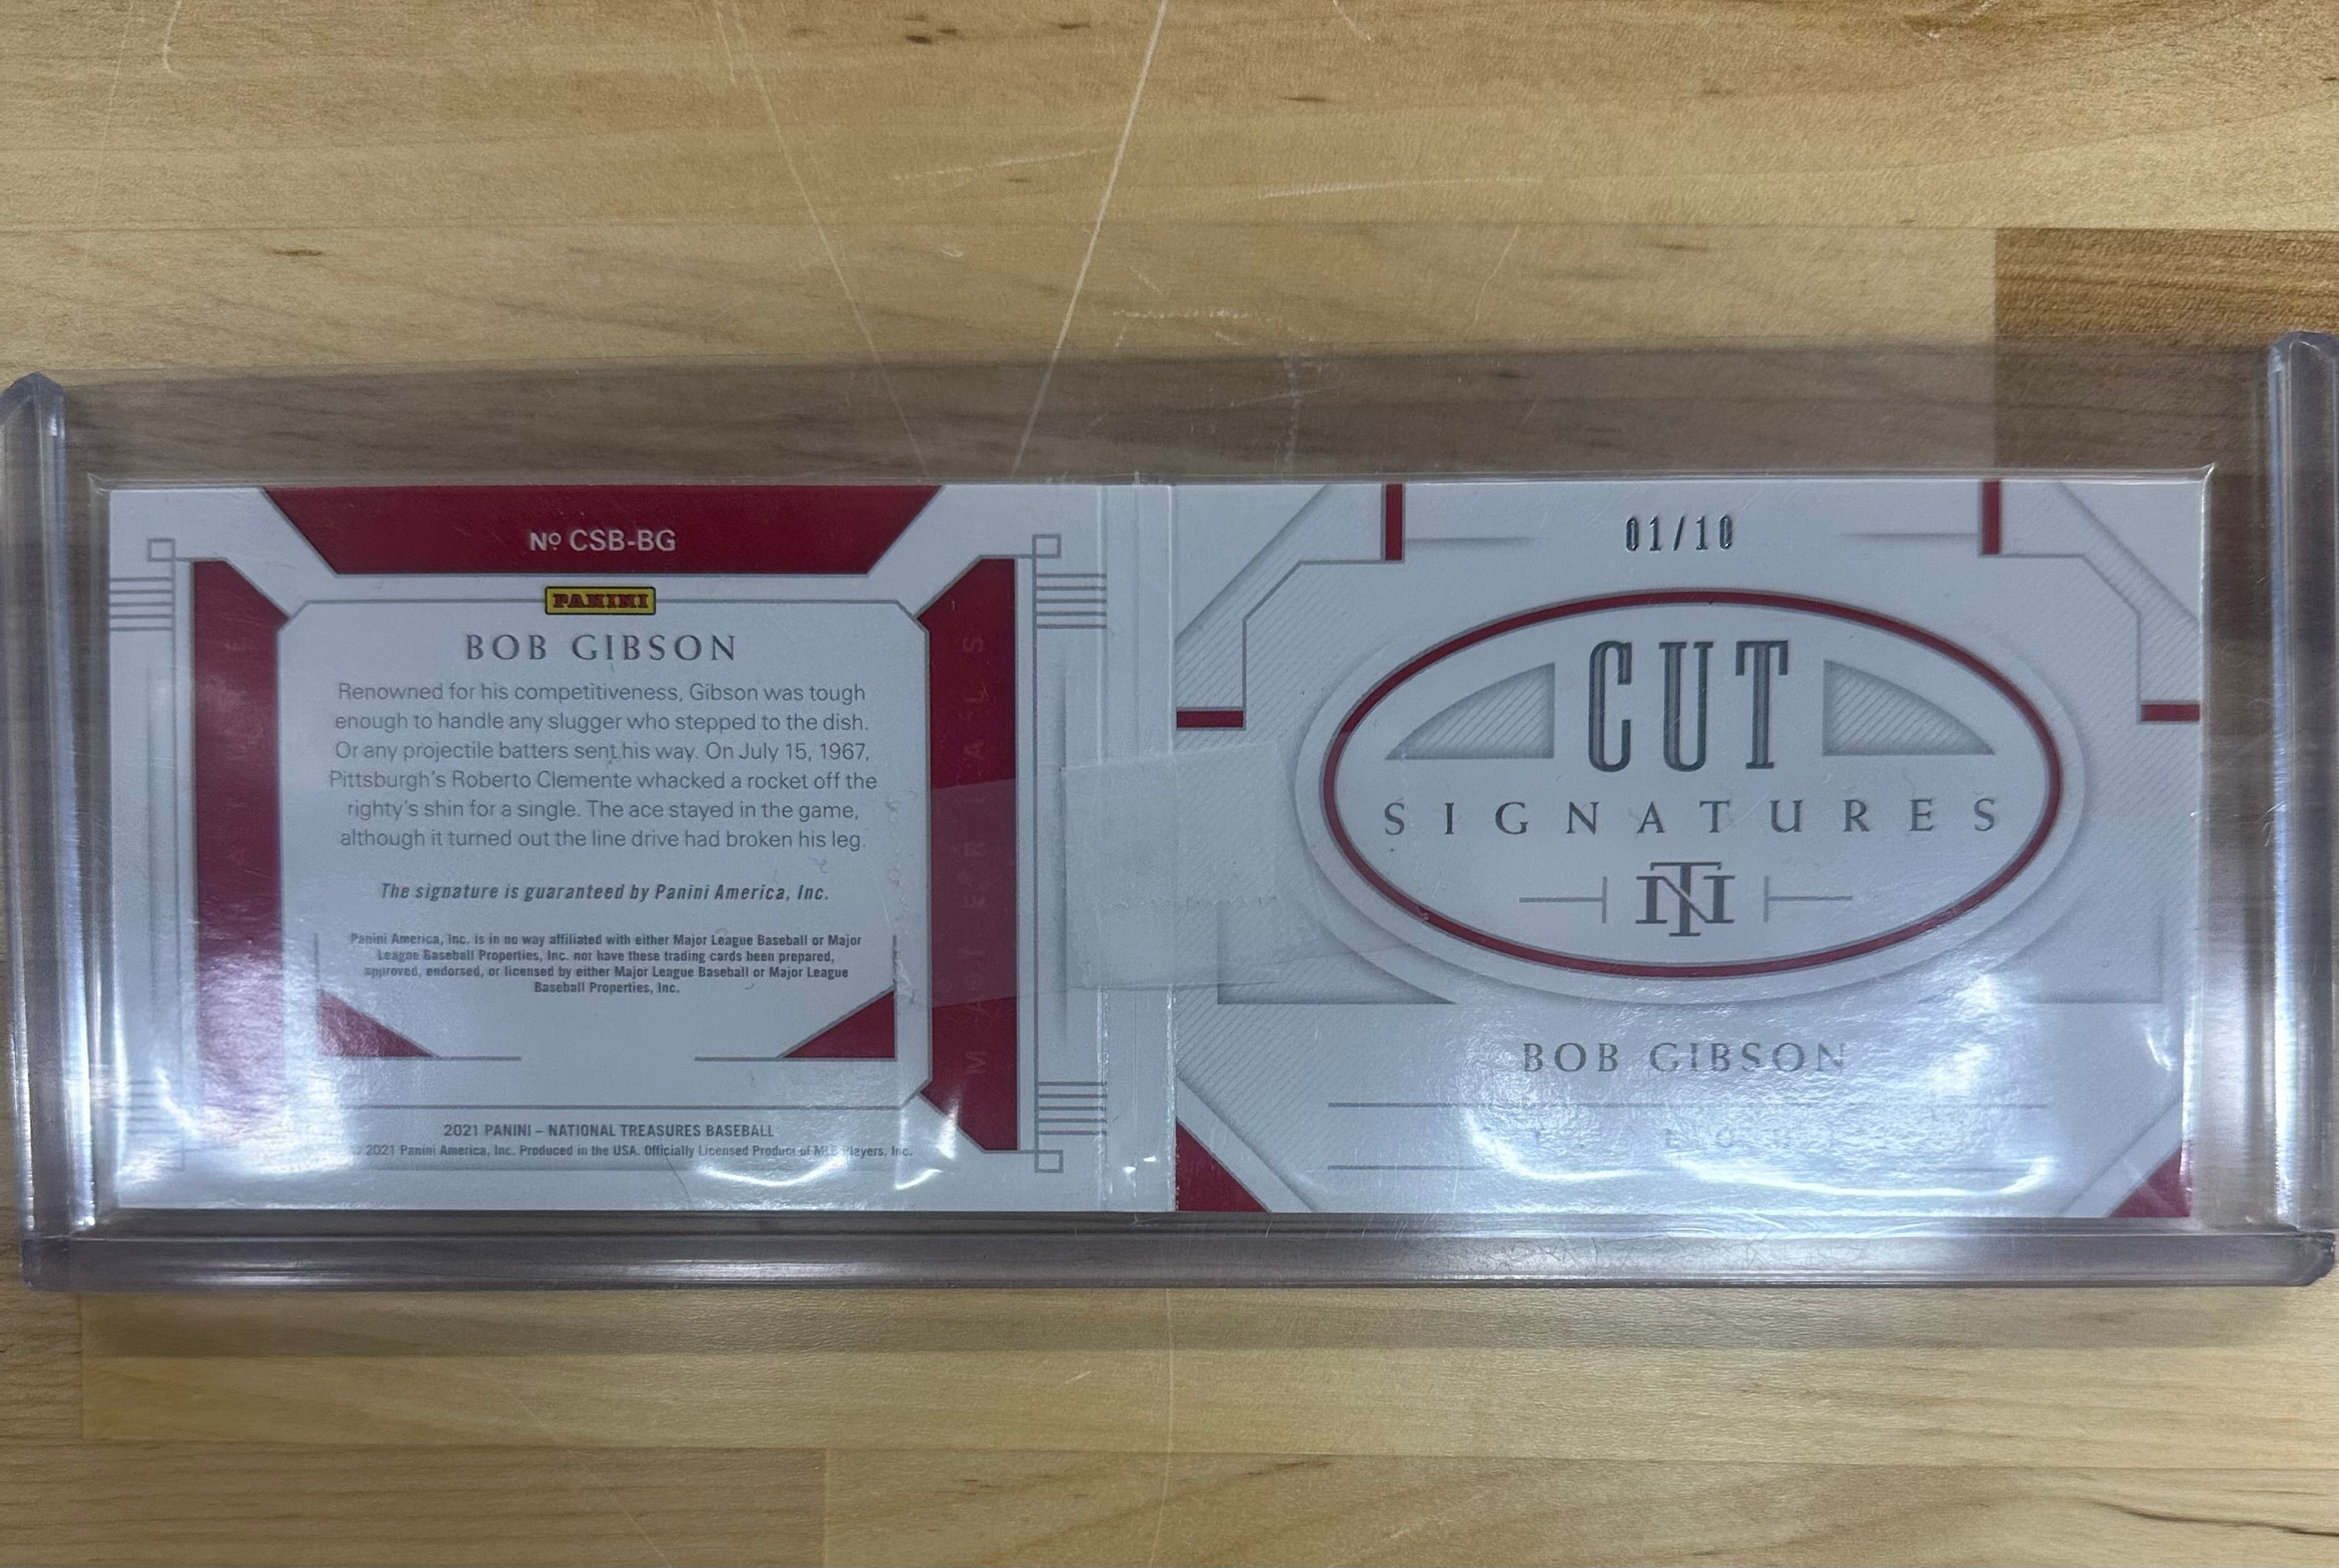 Nº CSB-BG
PANINI
BOB GIBSON
Renowned for his competitiveness, Gibson was tough
enough to handle any slugger who stepped to the dish.
Or any projectile batters sent his way. On July 15, 1967,
Pittsburgh's Roberto Clemente whacked a rocket off the
righty's shin for a single. The ace stayed in the game,
although it turned out the line drive had broken his leg.
The signature is guaranteed by Panini America, Inc.
Panini America, Inc. is in no way affiliated with either Major League Baseball or Major
League Baseball Properties, Inc. nor have these trading cards been prepared,
approved, endorsed, or licensed by either Major League Baseball or Major League
Baseball Properties, Inc.
2021 PANINI – NATIONAL TREASURES BASEBALL
© 2021 Panini America, Inc. Produced in the USA. Officially Licensed Product of MLB Players, Inc.
MATERIALS
01/10
CUT
SIGNATURES
NT
BOB GIBSON